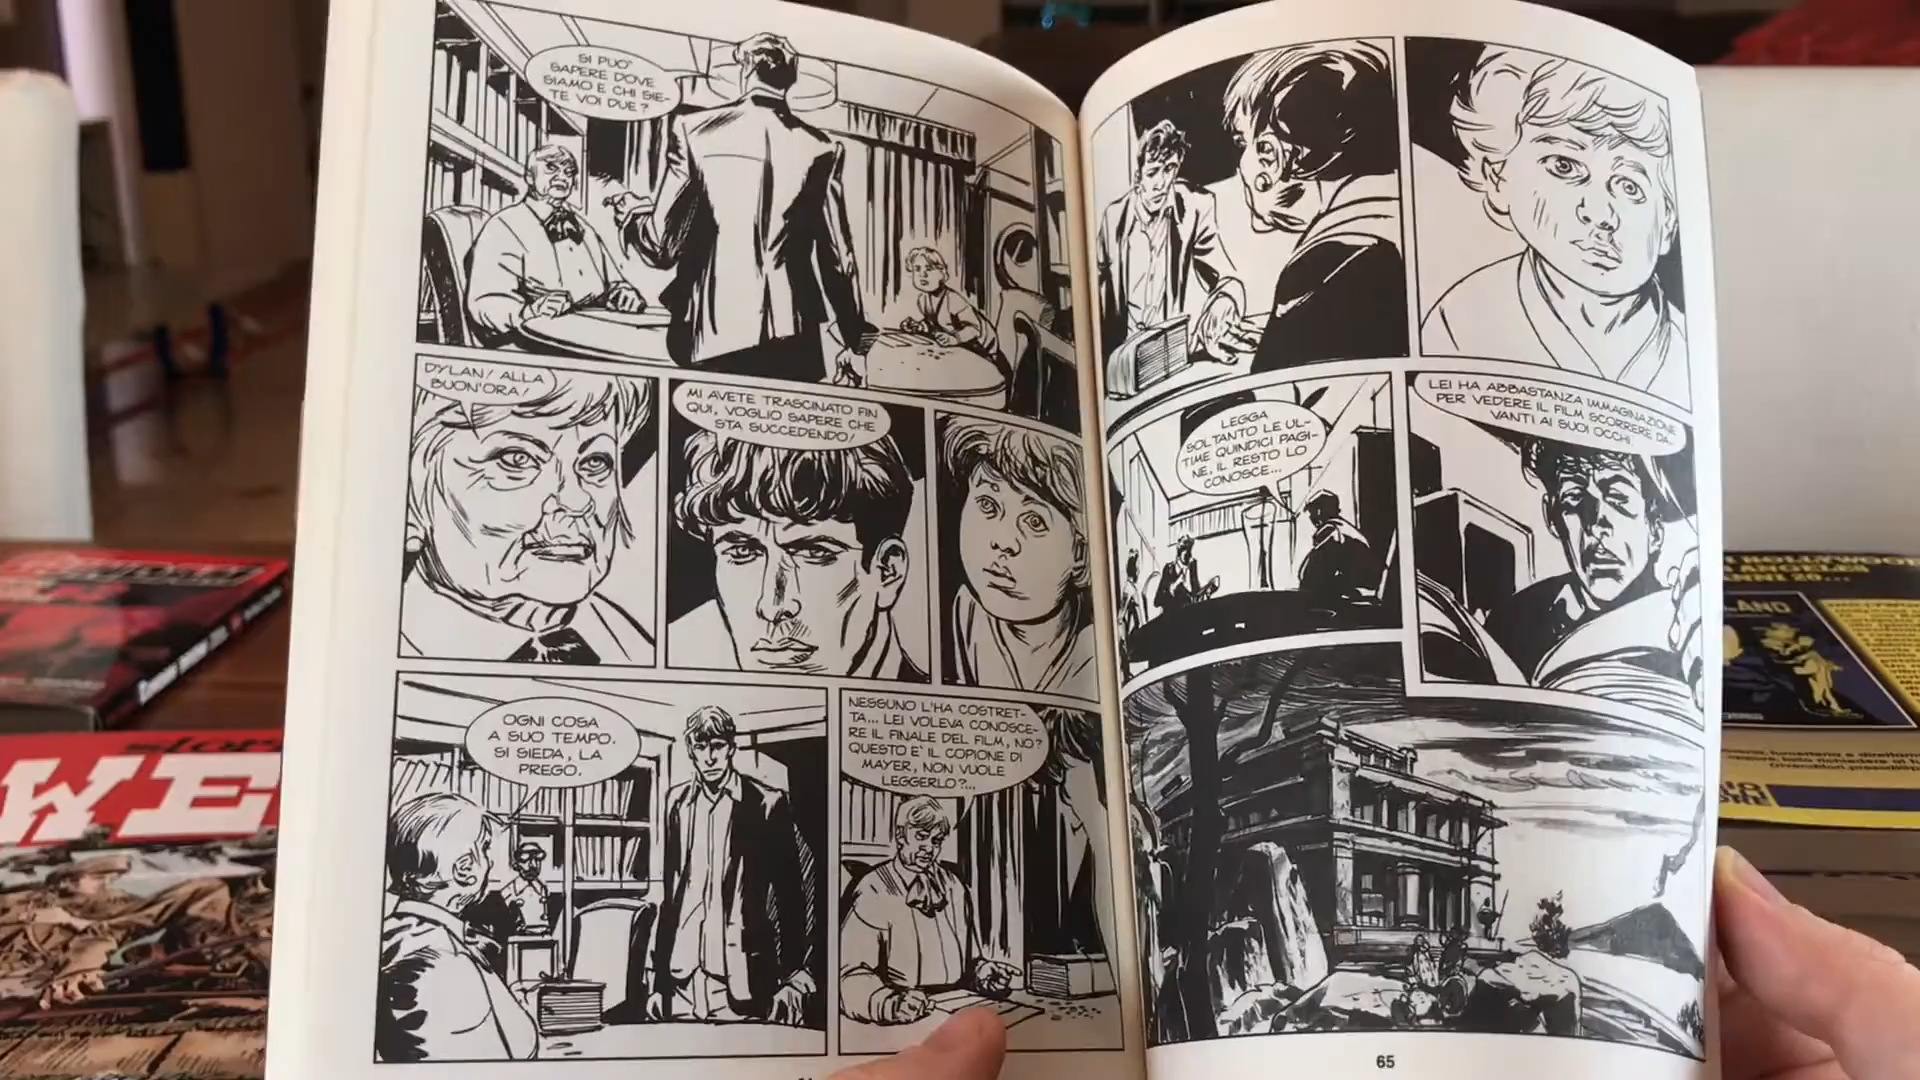 SI PUO'
SAPERE DOVE
SIAMO E CHI SIE-
TE VOI DUE?
DYLAN! ALLA
BUON'ORA!
MI AVETE TRASCINATO FIN
QUI, VOGLIO SAPERE CHE
STA SUCCEDENDO!
OGNI COSA
A SUO TEMPO.
SI SIEDA, LA
PREGO.
NESSUNO L'HA COSTRET-
TA... LEI VOLEVA CONOSCE-
RE IL FINALE DEL FILM, NO?
QUESTO E' IL COPIONE DI
MAYER, NON VUOLE
LEGGERLO?...
LEGGA
SOLTANTO LE UL-
TIME QUINDICI PAGI-
NE, IL RESTO LO
CONOSCE...
LEI HA ABBASTANZA IMMAGINAZIONE
PER VEDERE IL FILM SCORRERE DA-
VANTI AI SUOI OCCHI
65
WE
LAND